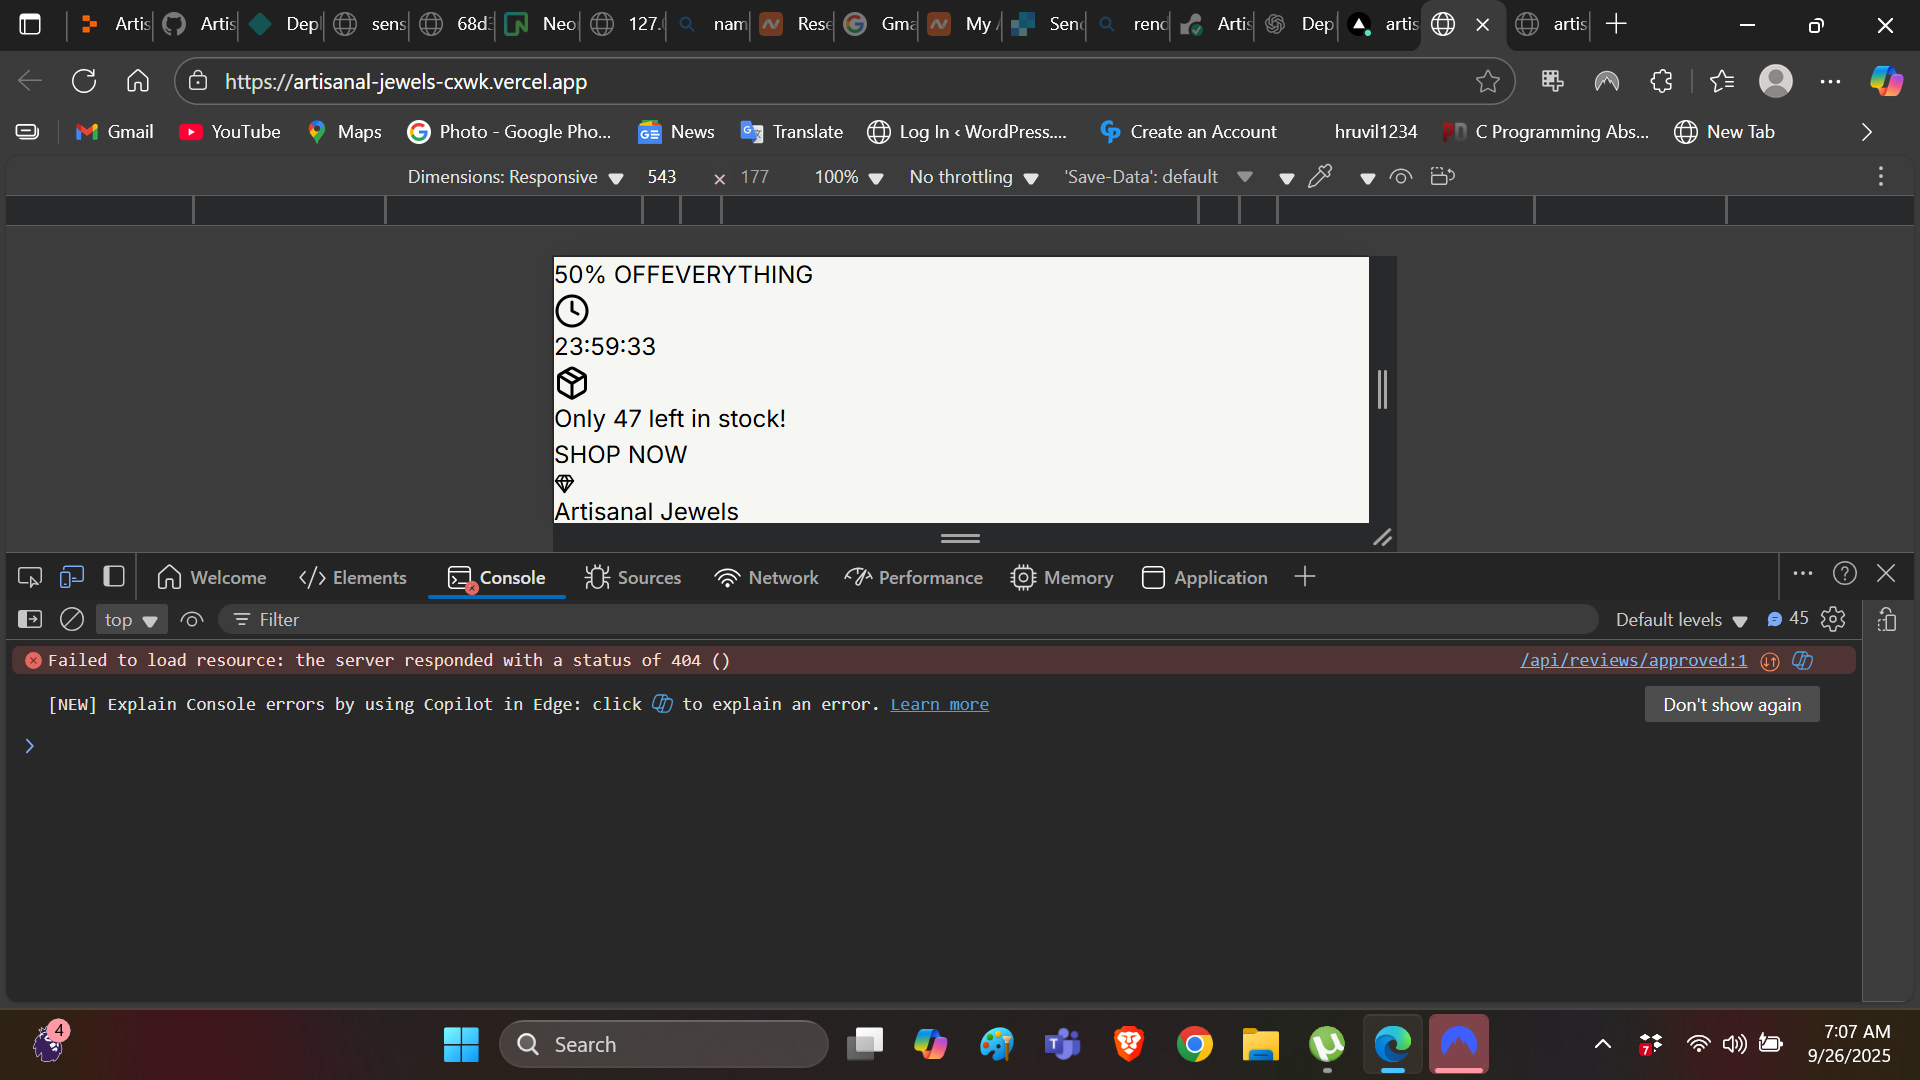 Artis
Artis
Depl
sens
68d3
Neo
127.0
nam
Rese
Gma
My
Send
rend
Artis
Dep
artis
artis
https://artisanal-jewels-cxwk.vercel.app
Gmail
YouTube
Maps
Photo - Google Pho...
News
Translate
Log In ‹ WordPress....
Create an Account
hruvil1234
C Programming Abs...
New Tab
Dimensions: Responsive
543
×
177
100%
No throttling
'Save-Data': default
50% OFFEVERYTHING
23:59:33
Only 47 left in stock!
SHOP NOW
Artisanal Jewels
Welcome
Elements
Console
Sources
Network
Performance
Memory
Application
top
Filter
Default levels
45
Failed to load resource: the server responded with a status of 404 ()
/api/reviews/approved:1
[NEW] Explain Console errors by using Copilot in Edge: click to explain an error. Learn more
Don't show again
4
Search
7
7:07 AM
9/26/2025